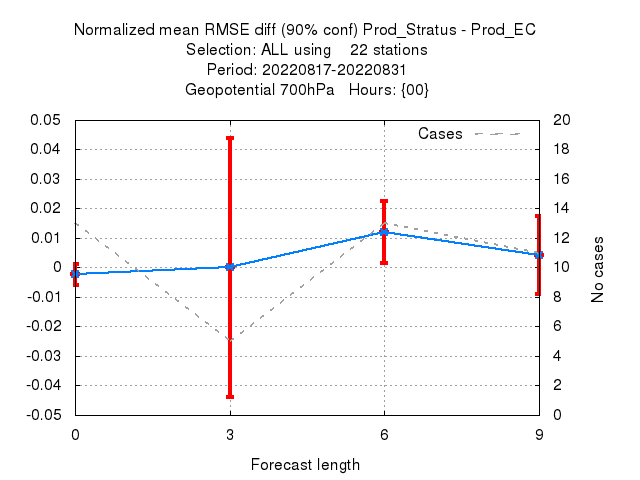 Normalized mean RMSE diff (90% conf) Prod_Stratus - Prod_EC
Selection: ALL using    22 stations
Period: 20220817-20220831
Geopotential 700hPa   Hours: {00}
Cases
0.05
0.04
0.03
0.02
0.01
0
-0.01
-0.02
-0.03
-0.04
-0.05
20
18
16
14
12
10
8
6
4
2
0
No cases
0 3 6 9
Forecast length